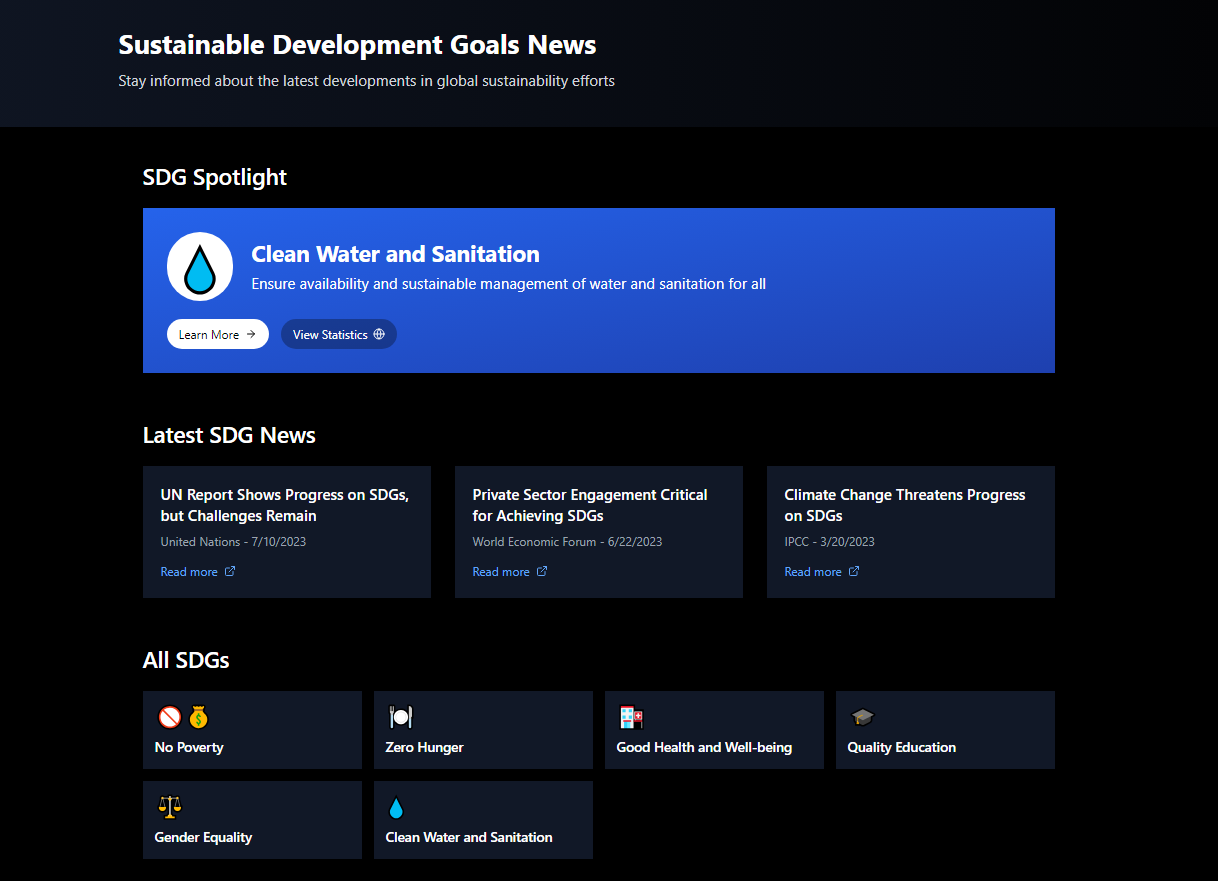 Sustainable Development Goals News
Stay informed about the latest developments in global sustainability efforts
SDG Spotlight
Clean Water and Sanitation
Ensure availability and sustainable management of water and sanitation for all
Learn More
View Statistics
Latest SDG News
UN Report Shows Progress on SDGs,
but Challenges Remain
United Nations - 7/10/2023
Read more
Private Sector Engagement Critical
for Achieving SDGs
World Economic Forum - 6/22/2023
Read more
Climate Change Threatens Progress
on SDGs
IPCC - 3/20/2023
Read more
All SDGs
No Poverty
Zero Hunger
Good Health and Well-being
Quality Education
Gender Equality
Clean Water and Sanitation